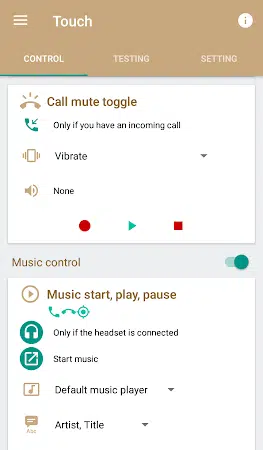 Touch
CONTROL TESTING SETTING
Call mute toggle
Only if you have an incoming call
Vibrate
None
Music control
Music start, play, pause
Only if the headset is connected
Start music
Default music player
Abc
Artist, Title